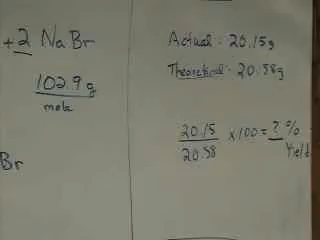 +2 NaBr
102.9g
mole
Br
Actual: 20.15g
Theoretical: 20.58g
20.15
20.58
x100 = ? %
Yield